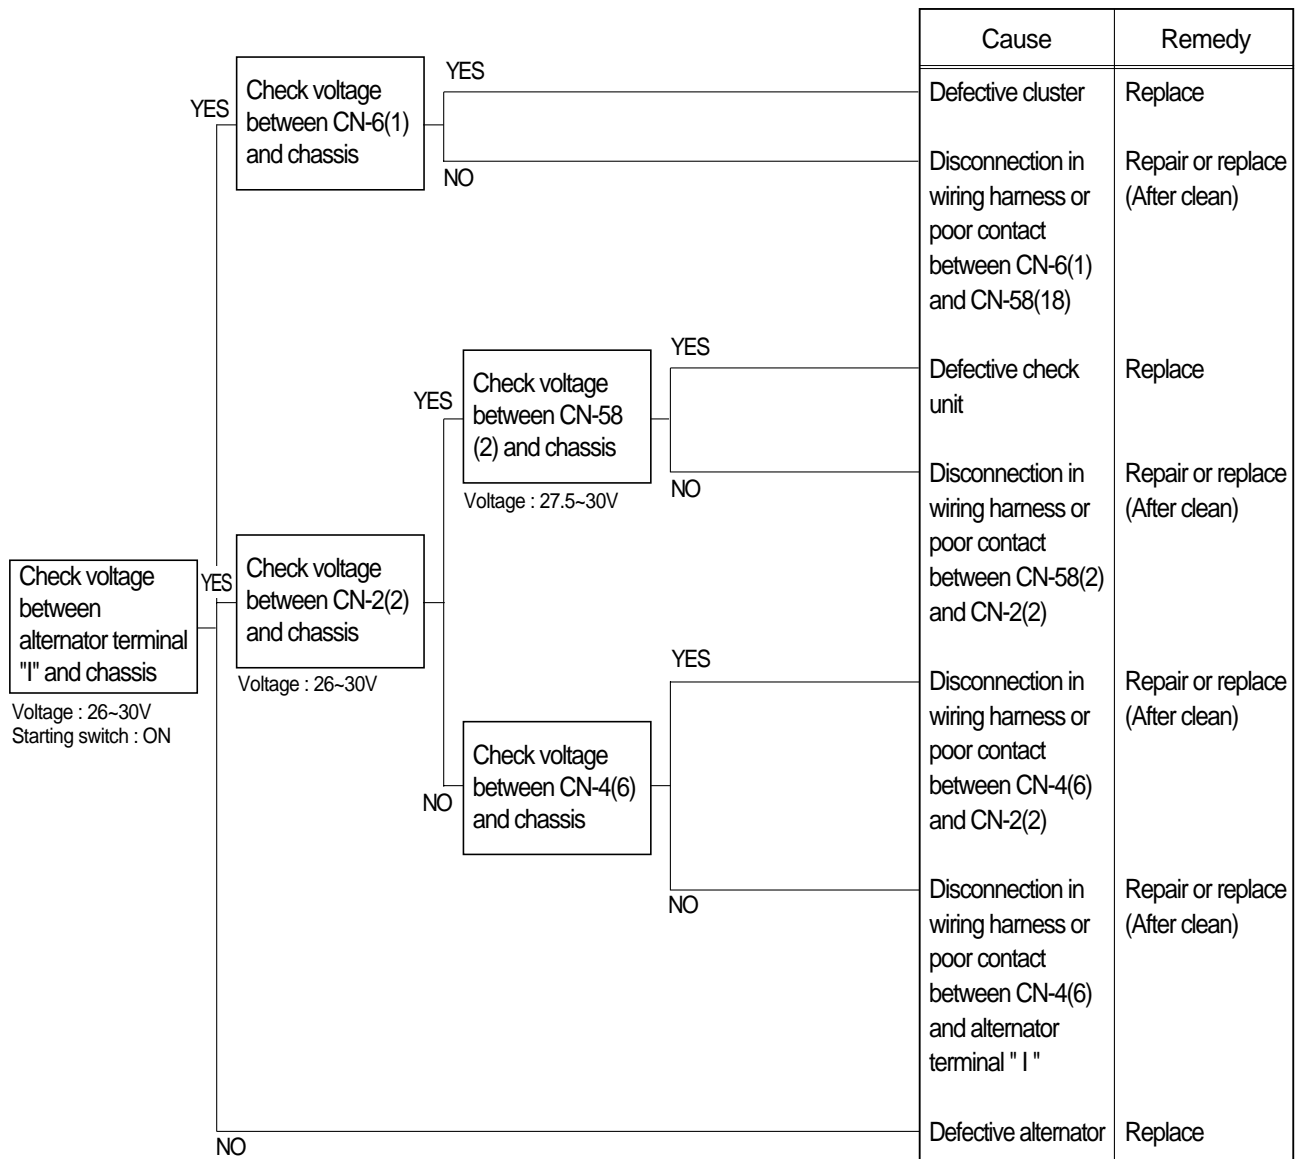 Cause
Remedy
YES
Check voltage
between CN-6(1)
and chassis
YES
NO
Defective cluster
Replace
Disconnection in
wiring harness or
poor contact
between CN-6(1)
and CN-58(18)
Repair or replace
(After clean)
YES
Check voltage
between CN-58
(2) and chassis
Voltage : 27.5~30V
YES
NO
Defective check
unit
Replace
Disconnection in
wiring harness or
poor contact
between CN-58(2)
and CN-2(2)
Repair or replace
(After clean)
Check voltage
between
alternator terminal
"I" and chassis
Voltage : 26~30V
Starting switch : ON
YES
Check voltage
between CN-2(2)
and chassis
Voltage : 26~30V
NO
Check voltage
between CN-4(6)
and chassis
YES
NO
Disconnection in
wiring harness or
poor contact
between CN-4(6)
and CN-2(2)
Repair or replace
(After clean)
Disconnection in
wiring harness or
poor contact
between CN-4(6)
and alternator
terminal " I "
Repair or replace
(After clean)
NO
Defective alternator
Replace